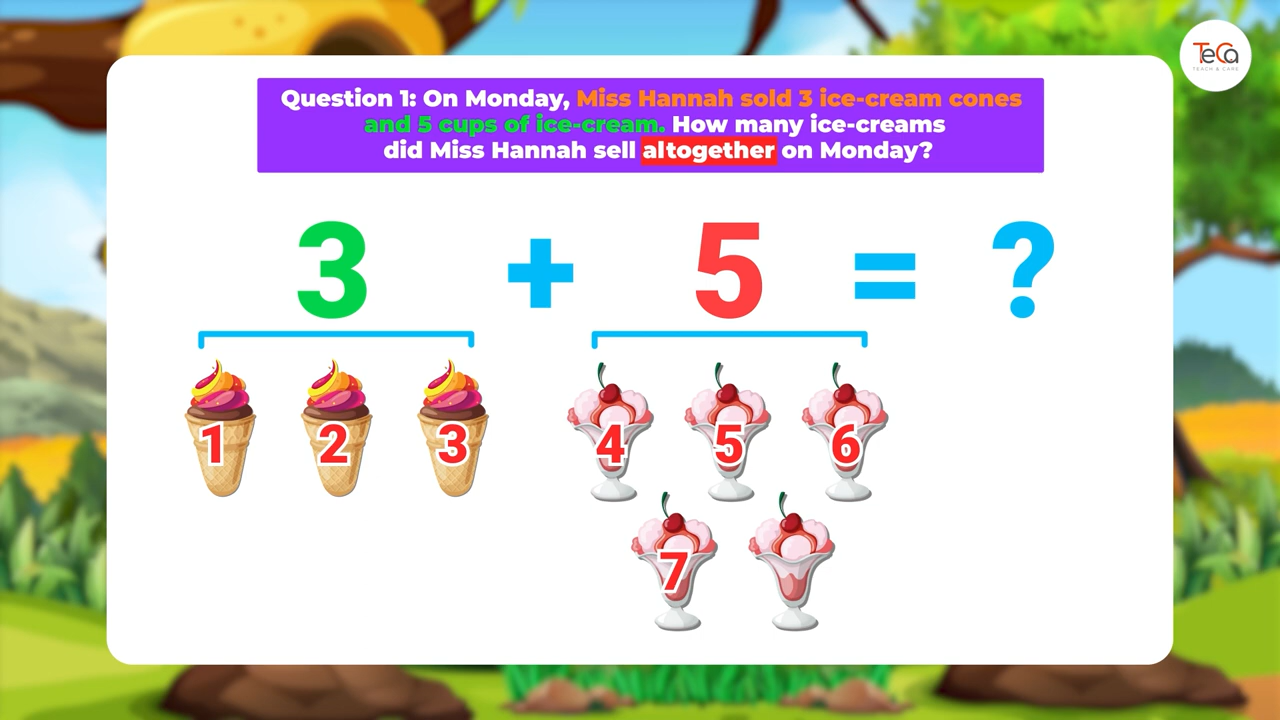 TeCa
TEACH & CARE
Question 1: On Monday, Miss Hannah sold 3 ice-cream cones
and 5 cups of ice-cream. How many ice-creams
did Miss Hannah sell altogether on Monday?
3 + 5 = ?
1 2 3 4 5 6
7